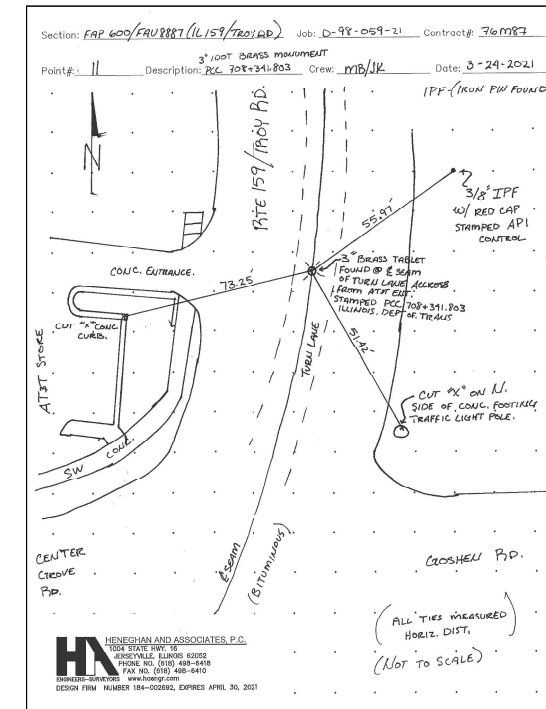 Section: FAP 600/FAU 8887 (IL 159/TROY RD) Job: D-98-059-21 Contract#: 76M87
3" IDOT BRASS MONUMENT
Point#: 11 Description: PCC 708+341.803 Crew: MB/JK Date: 3-24-2021
IPF-(IRON PIN FOUND
N
RTE 159/TROY RD.
55.97'
3/8" IPF
W/ RED CAP
STAMPED API
CONTROL
CONC. ENTRANCE.
73.25'
3" BRASS TABLET
FOUND @ ℄ SEAM
OF TURN LANE ACCROSS
FROM AT&T ENT.
STAMPED PCC 708+341.803
ILLINOIS. DEPT OF. TRANS
CUT "X" CONC
CURB.
AT&T STORE
TURN LANE
51.42'
CUT "X" ON N.
SIDE OF CONC. FOOTING
TRAFFIC LIGHT POLE.
CONC.
SW
℄ SEAM
(BITUMINOUS)
CENTER
GROVE
RD.
GOSHEN RD.
(ALL TIES MEASURED
HORIZ. DIST.)
(NOT TO SCALE)
HA
HENEGHAN AND ASSOCIATES, P.C.
1004 STATE HWY. 16
JERSEYVILLE, ILLINOIS 62052
PHONE NO. (618) 498-6418
FAX NO. (618) 498-6410
ENGINEERS-SURVEYORS www.haengr.com
DESIGN FIRM NUMBER 184-002692, EXPIRES APRIL 30, 2021